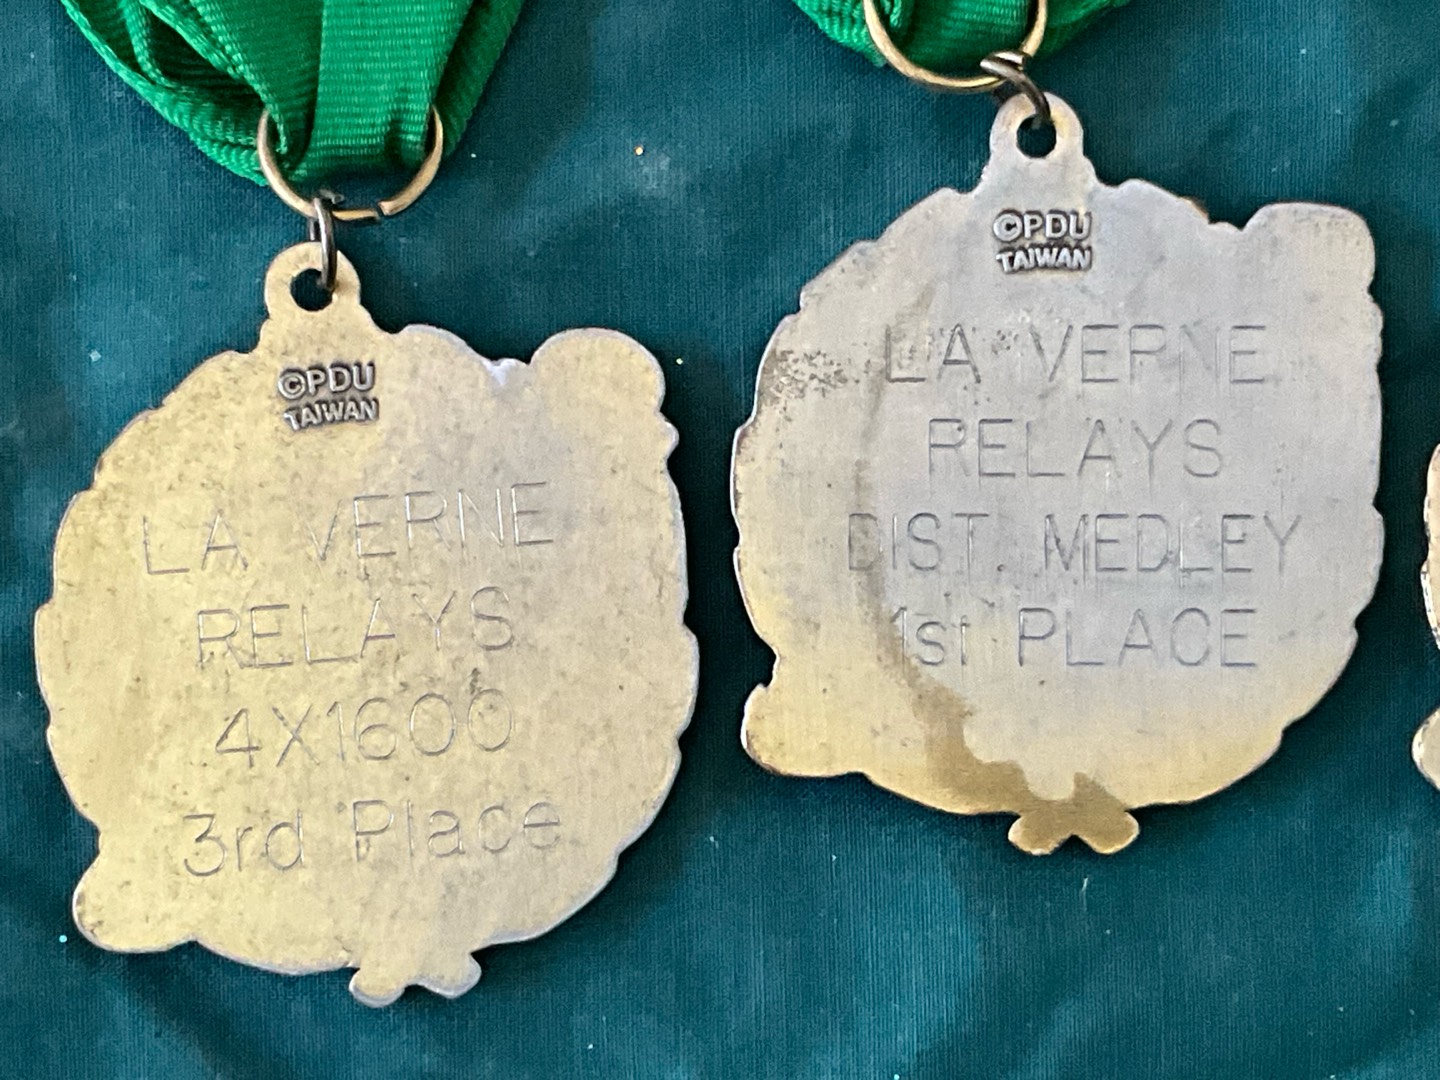 ©PDU
TAIWAN
LA VERNE
RELAYS
4X1600
3rd Place
©PDU
TAIWAN
LA VERNE
RELAYS
DIST. MEDLEY
1st PLACE